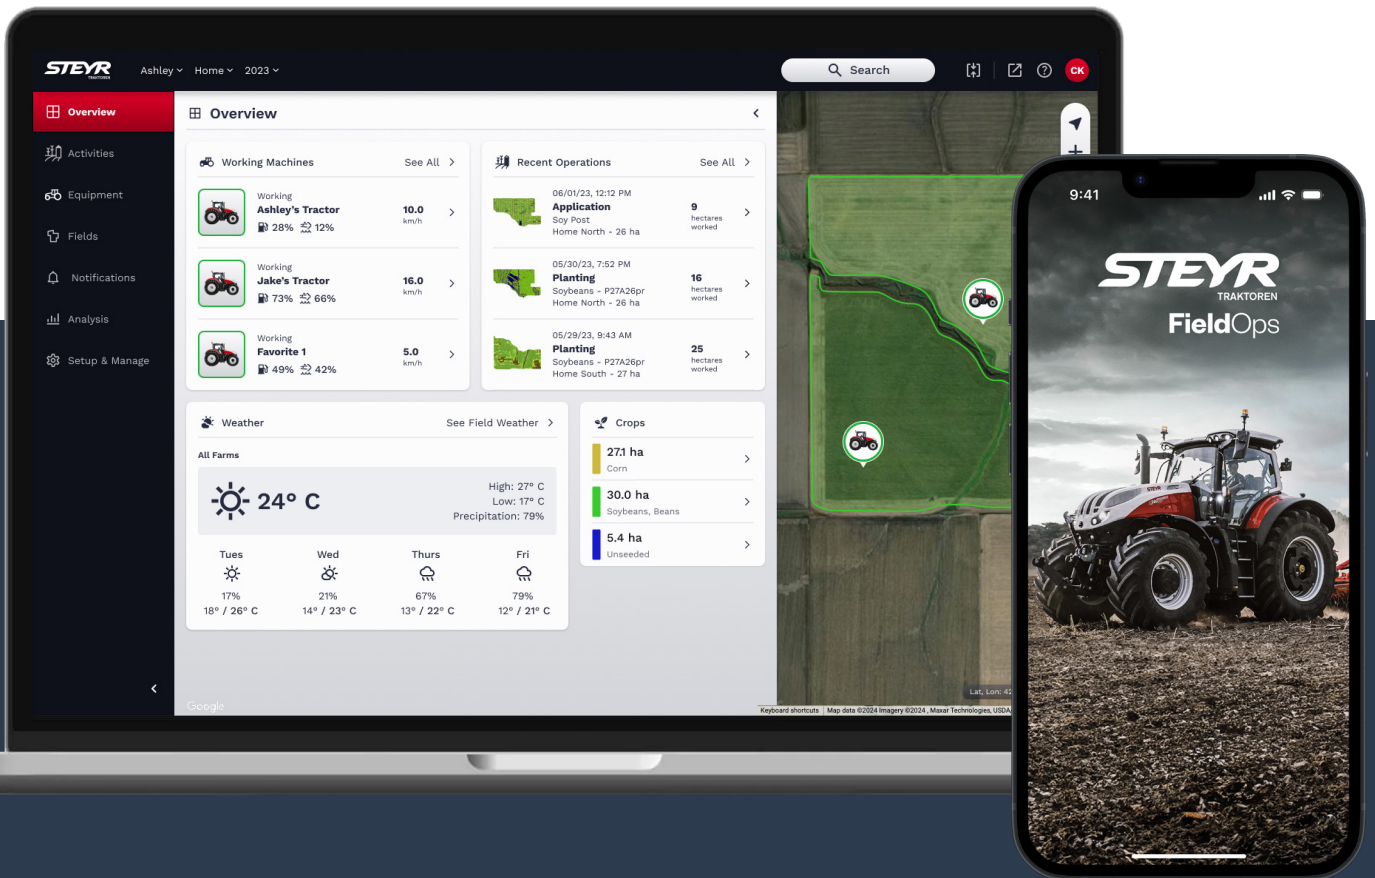 STEYR
TRAKTOREN
Ashley Home 2023
Search
CK
Overview
Activities
Equipment
Fields
Notifications
Analysis
Setup & Manage
Overview
Working Machines See All
Working
Ashley's Tractor
28% 12%
10.0
km/h
Working
Jake's Tractor
73% 66%
16.0
km/h
Working
Favorite 1
49% 42%
5.0
km/h
Recent Operations See All
06/01/23, 12:12 PM
Application
Soy Post
Home North - 26 ha
9
hectares
worked
05/30/23, 7:52 PM
Planting
Soybeans - P27A26pr
Home North - 26 ha
16
hectares
worked
05/29/23, 9:43 AM
Planting
Soybeans - P27A26pr
Home South - 27 ha
25
hectares
worked
Weather See Field Weather
All Farms
24° C
High: 27° C
Low: 17° C
Precipitation: 79%
Tues Wed Thurs Fri
17% 21% 67% 79%
18° / 26° C 14° / 23° C 13° / 22° C 12° / 21° C
Crops
27.1 ha
Corn
30.0 ha
Soybeans, Beans
5.4 ha
Unseeded
Google
Lat, Lon: 42
Keyboard shortcuts Map data ©2024 Imagery ©2024 , Maxar Technologies, USDA/
9:41
STEYR
TRAKTOREN
FieldOps
STEYR